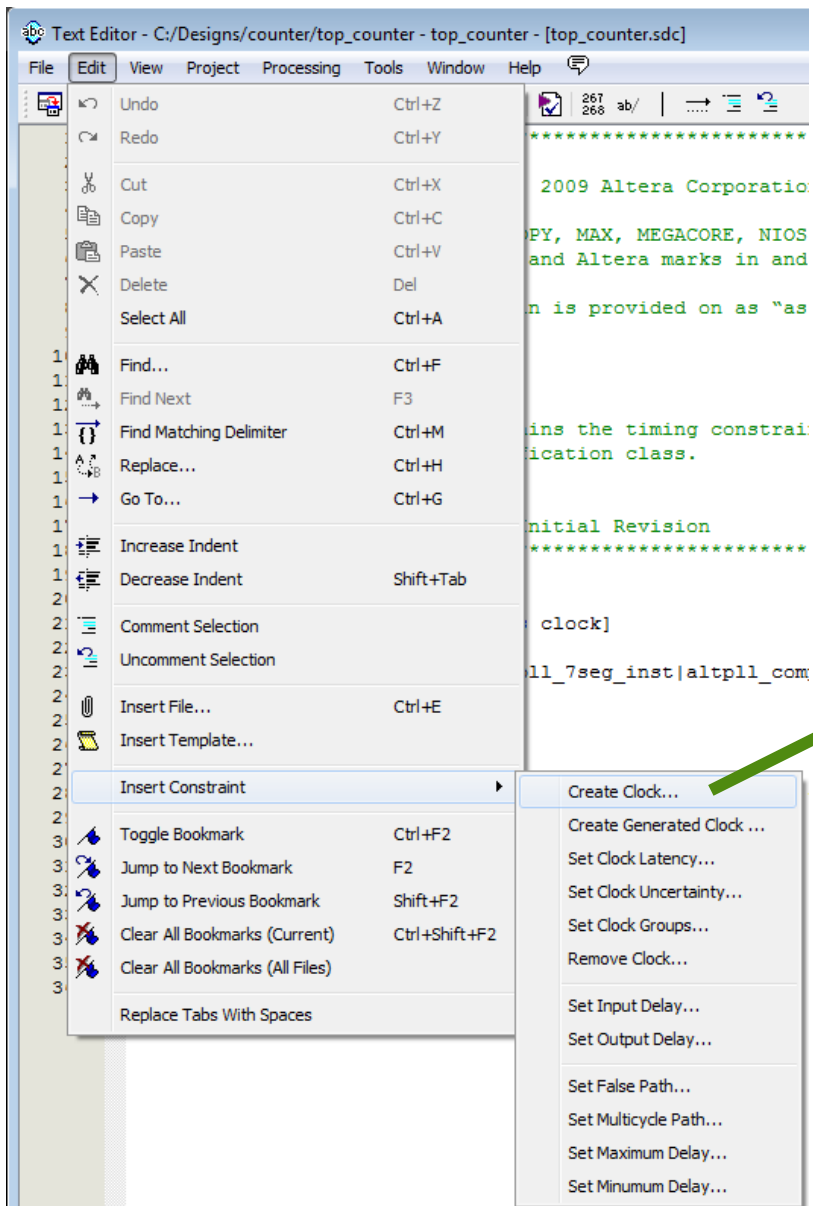 abc Text Editor - C:/Designs/counter/top_counter - top_counter - [top_counter.sdc]
File Edit View Project Processing Tools Window Help
267
268 ab/
Undo Ctrl+Z
Redo Ctrl+Y
Cut Ctrl+X
Copy Ctrl+C
Paste Ctrl+V
Delete Del
Select All Ctrl+A
Find... Ctrl+F
Find Next F3
Find Matching Delimiter Ctrl+M
Replace... Ctrl+H
Go To... Ctrl+G
Increase Indent
Decrease Indent Shift+Tab
Comment Selection
Uncomment Selection
Insert File... Ctrl+E
Insert Template...
Insert Constraint
Toggle Bookmark Ctrl+F2
Jump to Next Bookmark F2
Jump to Previous Bookmark Shift+F2
Clear All Bookmarks (Current) Ctrl+Shift+F2
Clear All Bookmarks (All Files)
Replace Tabs With Spaces
Create Clock...
Create Generated Clock ...
Set Clock Latency...
Set Clock Uncertainty...
Set Clock Groups...
Remove Clock...
Set Input Delay...
Set Output Delay...
Set False Path...
Set Multicycle Path...
Set Maximum Delay...
Set Minumum Delay...
*************************
2009 Altera Corporatio
PY, MAX, MEGACORE, NIOS
and Altera marks in and
n is provided on as “as
ins the timing constrai
ification class.
nitial Revision
*************************
clock]
ll_7seg_inst|altpll_com